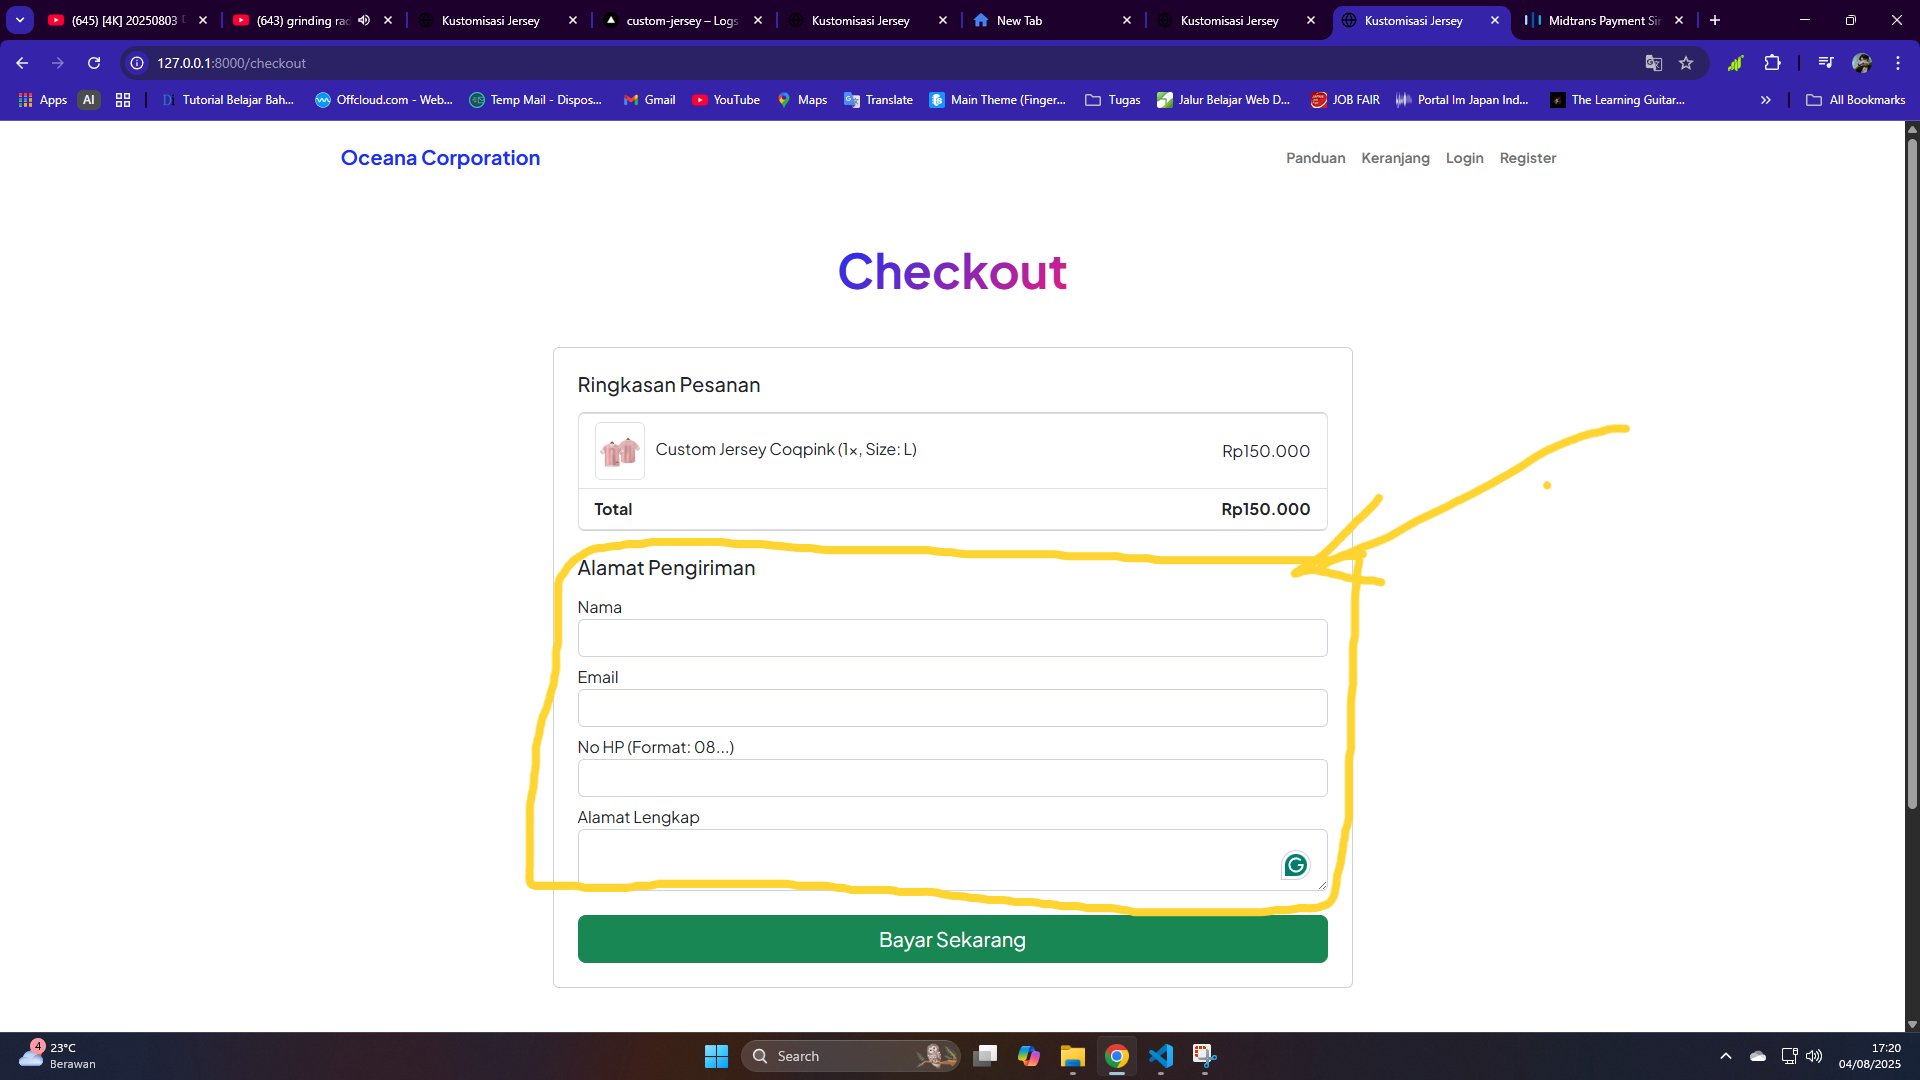 (645) [4K] 20250803
(643) grinding rad
Kustomisasi Jersey
custom-jersey – Logs
Kustomisasi Jersey
New Tab
Kustomisasi Jersey
Kustomisasi Jersey
Midtrans Payment Sim
127.0.0.1:8000/checkout
Apps
AI
Tutorial Belajar Bah...
Offcloud.com - Web...
Temp Mail - Dispos...
Gmail
YouTube
Maps
Translate
Main Theme (Finger...
Tugas
Jalur Belajar Web D...
JOB FAIR
Portal Im Japan Ind...
The Learning Guitar...
All Bookmarks
Oceana Corporation
Panduan
Keranjang
Login
Register
Checkout
Ringkasan Pesanan
Custom Jersey Coqpink (1×, Size: L)
Rp150.000
Total
Rp150.000
Alamat Pengiriman
Nama
Email
No HP (Format: 08...)
Alamat Lengkap
Bayar Sekarang
4
23°C
Berawan
Search
17:20
04/08/2025